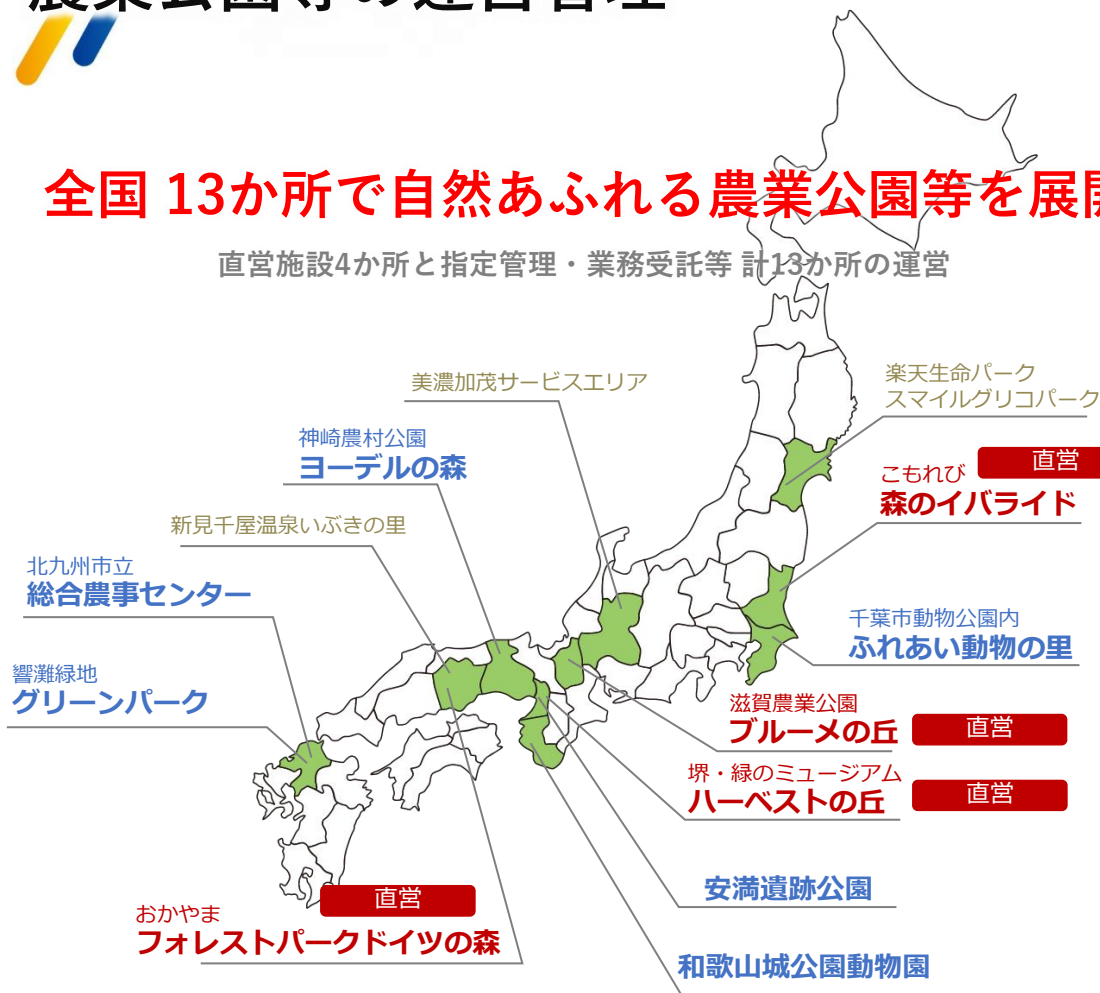 農業公園等の運営管理
全国 13か所で自然あふれる農業公園等を展開
直営施設4か所と指定管理・業務受託等 計13か所の運営
美濃加茂サービスエリア
楽天生命パーク
スマイルグリコパーク
神崎農村公園
ヨーデルの森
こもれび
直営
森のイバライド
新見千屋温泉いぶきの里
北九州市立
総合農事センター
千葉市動物公園内
ふれあい動物の里
響灘緑地
グリーンパーク
滋賀農業公園
ブルーメの丘
直営
堺・緑のミュージアム
ハーベストの丘
直営
安満遺跡公園
直営
おかやま
フォレストパークドイツの森
和歌山城公園動物園